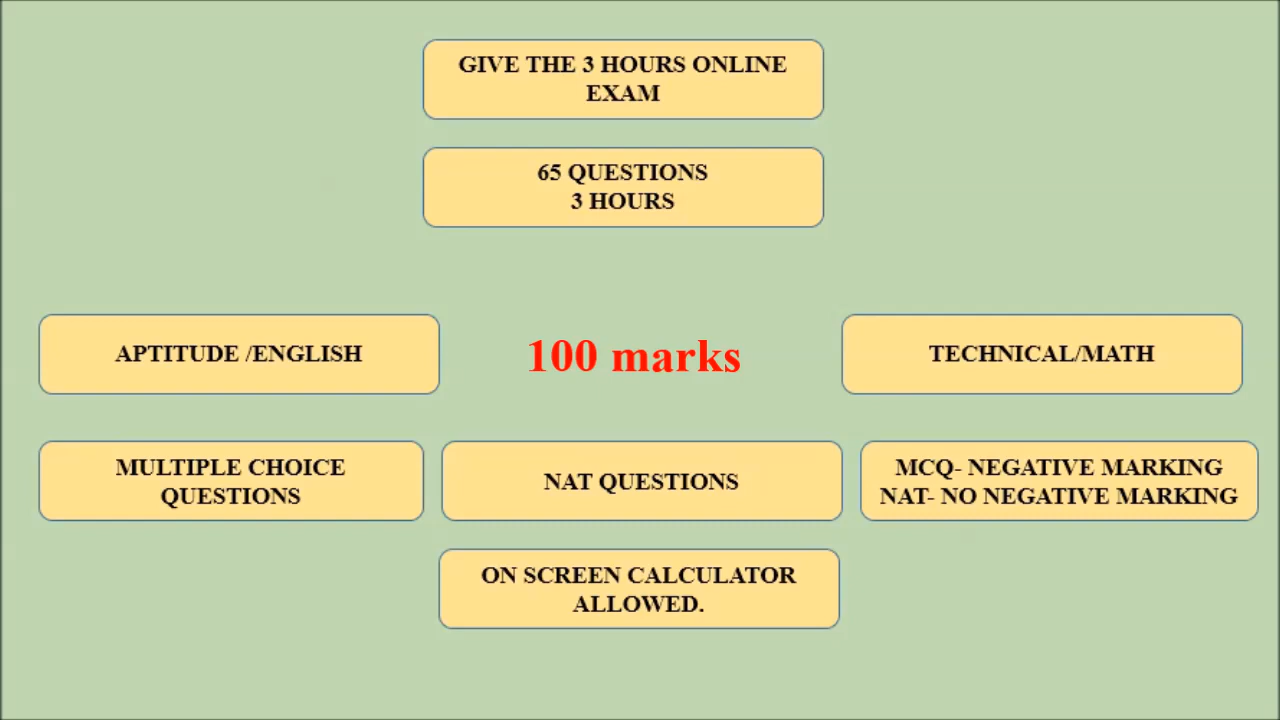 GIVE THE 3 HOURS ONLINE
EXAM
65 QUESTIONS
3 HOURS
APTITUDE /ENGLISH
100 marks
TECHNICAL/MATH
MULTIPLE CHOICE
QUESTIONS
NAT QUESTIONS
MCQ- NEGATIVE MARKING
NAT- NO NEGATIVE MARKING
ON SCREEN CALCULATOR
ALLOWED.